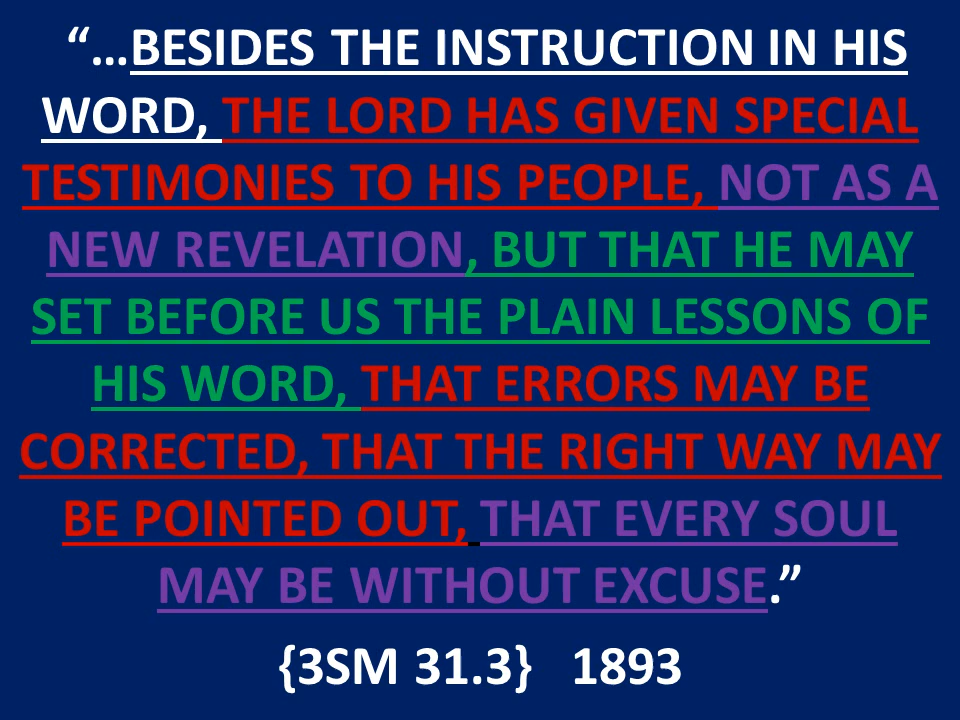 “…BESIDES THE INSTRUCTION IN HIS
WORD, THE LORD HAS GIVEN SPECIAL
TESTIMONIES TO HIS PEOPLE, NOT AS A
NEW REVELATION, BUT THAT HE MAY
SET BEFORE US THE PLAIN LESSONS OF
HIS WORD, THAT ERRORS MAY BE
CORRECTED, THAT THE RIGHT WAY MAY
BE POINTED OUT, THAT EVERY SOUL
MAY BE WITHOUT EXCUSE.”
{3SM 31.3} 1893